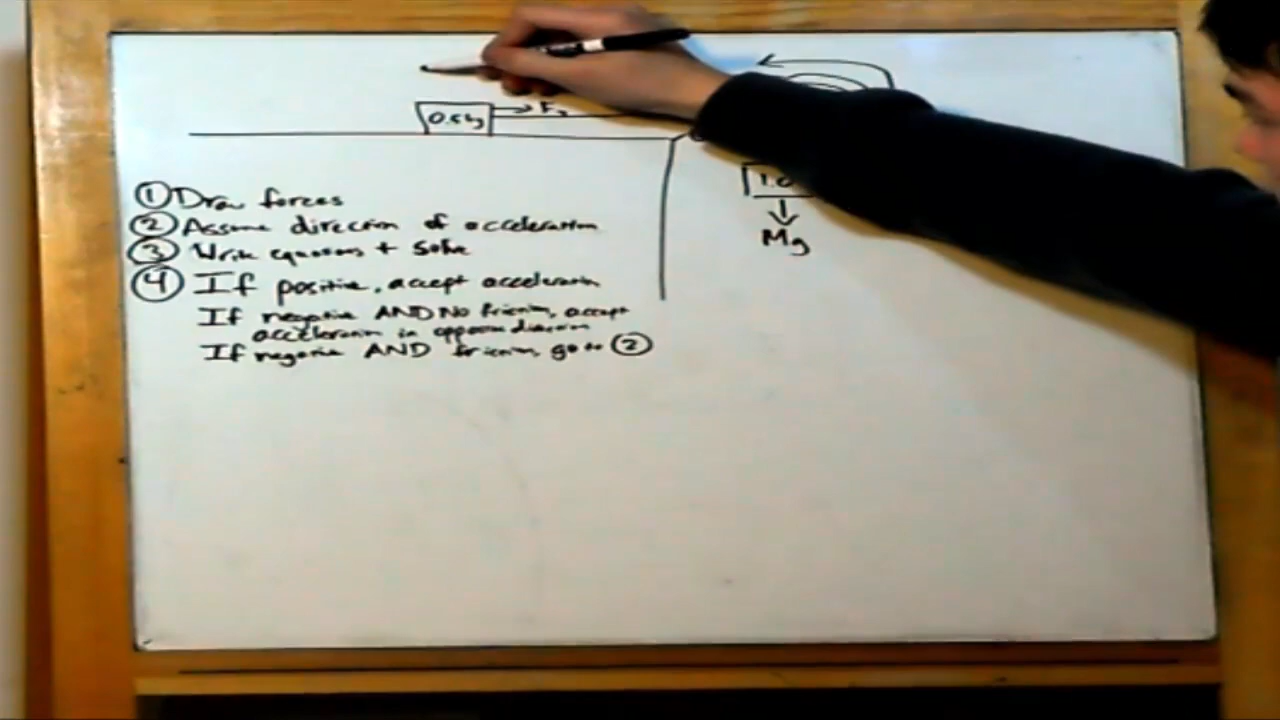 0.5kg
F
1.0
Mg
① Draw forces
② Assume direction of acceleration
③ Write equations + Solve
④ If positive, accept acceleration
If negative AND No friction, accept
acceleration in opposite direction
If negative AND friction, go to ②